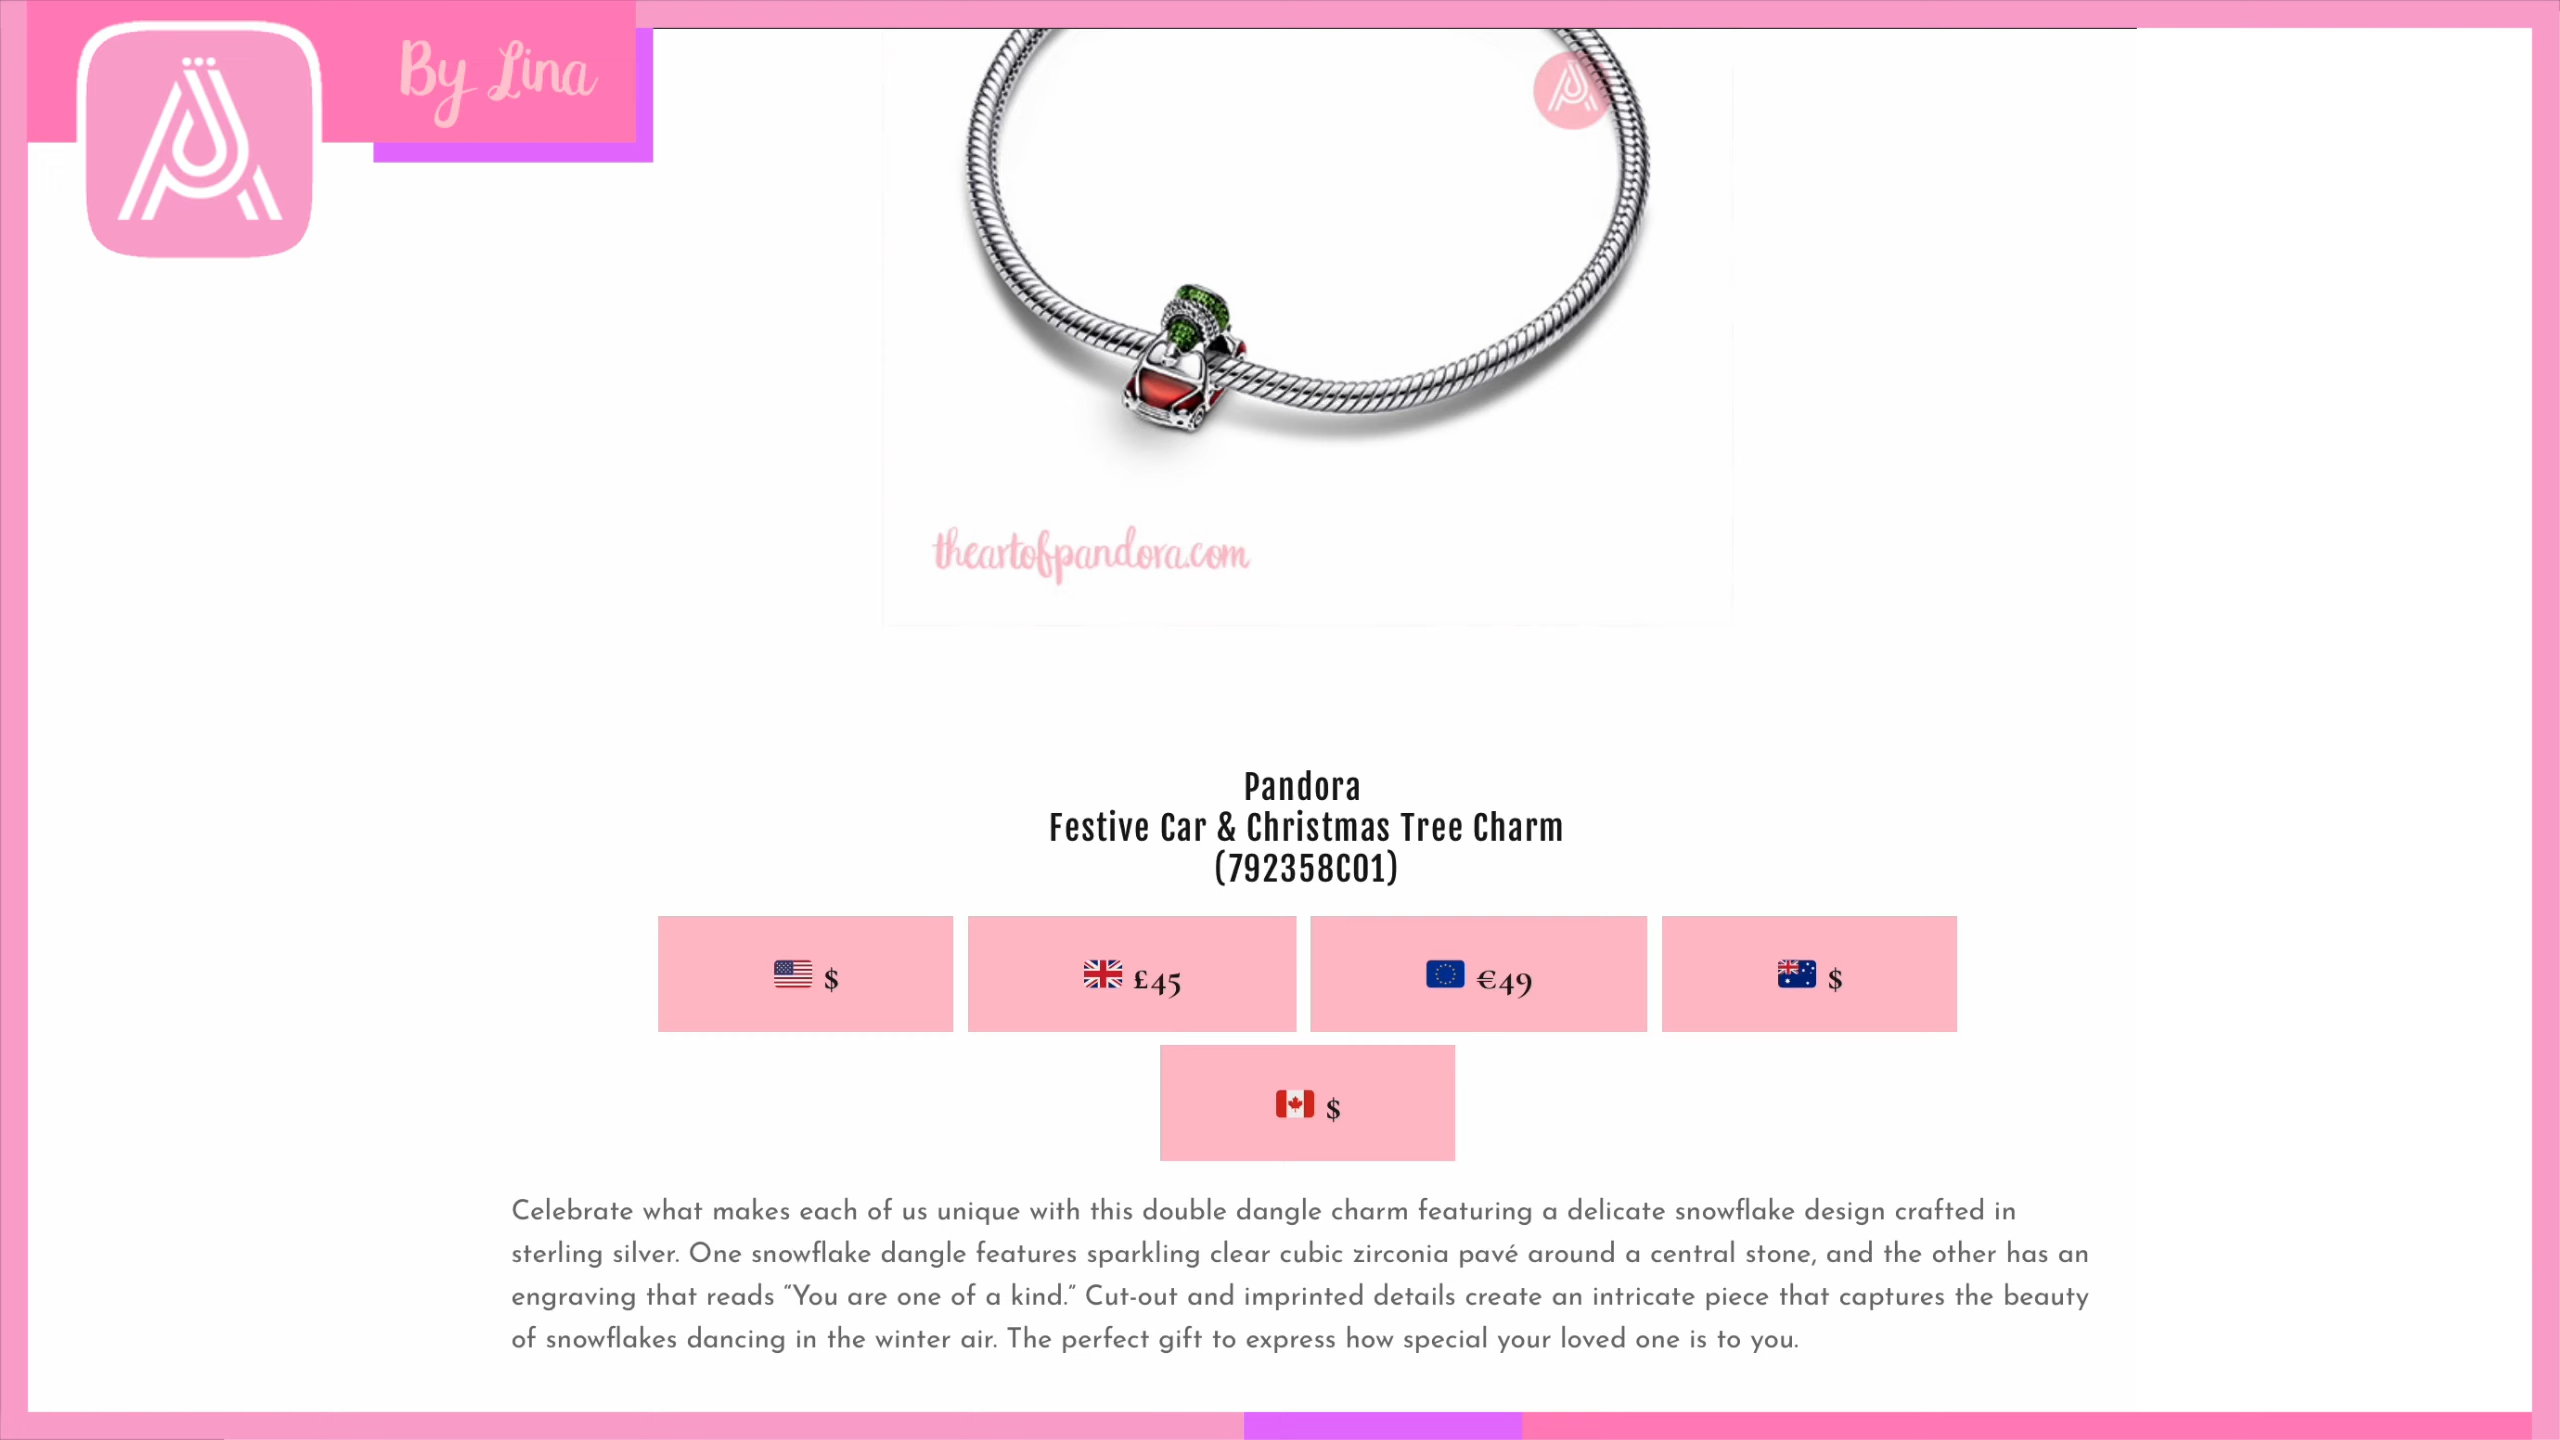 By Lina
theartofpandora.com
Pandora
Festive Car & Christmas Tree Charm
(792358C01)
$ £45 €49 $
$
Celebrate what makes each of us unique with this double dangle charm featuring a delicate snowflake design crafted in
sterling silver. One snowflake dangle features sparkling clear cubic zirconia pavé around a central stone, and the other has an
engraving that reads “You are one of a kind.” Cut-out and imprinted details create an intricate piece that captures the beauty
of snowflakes dancing in the winter air. The perfect gift to express how special your loved one is to you.